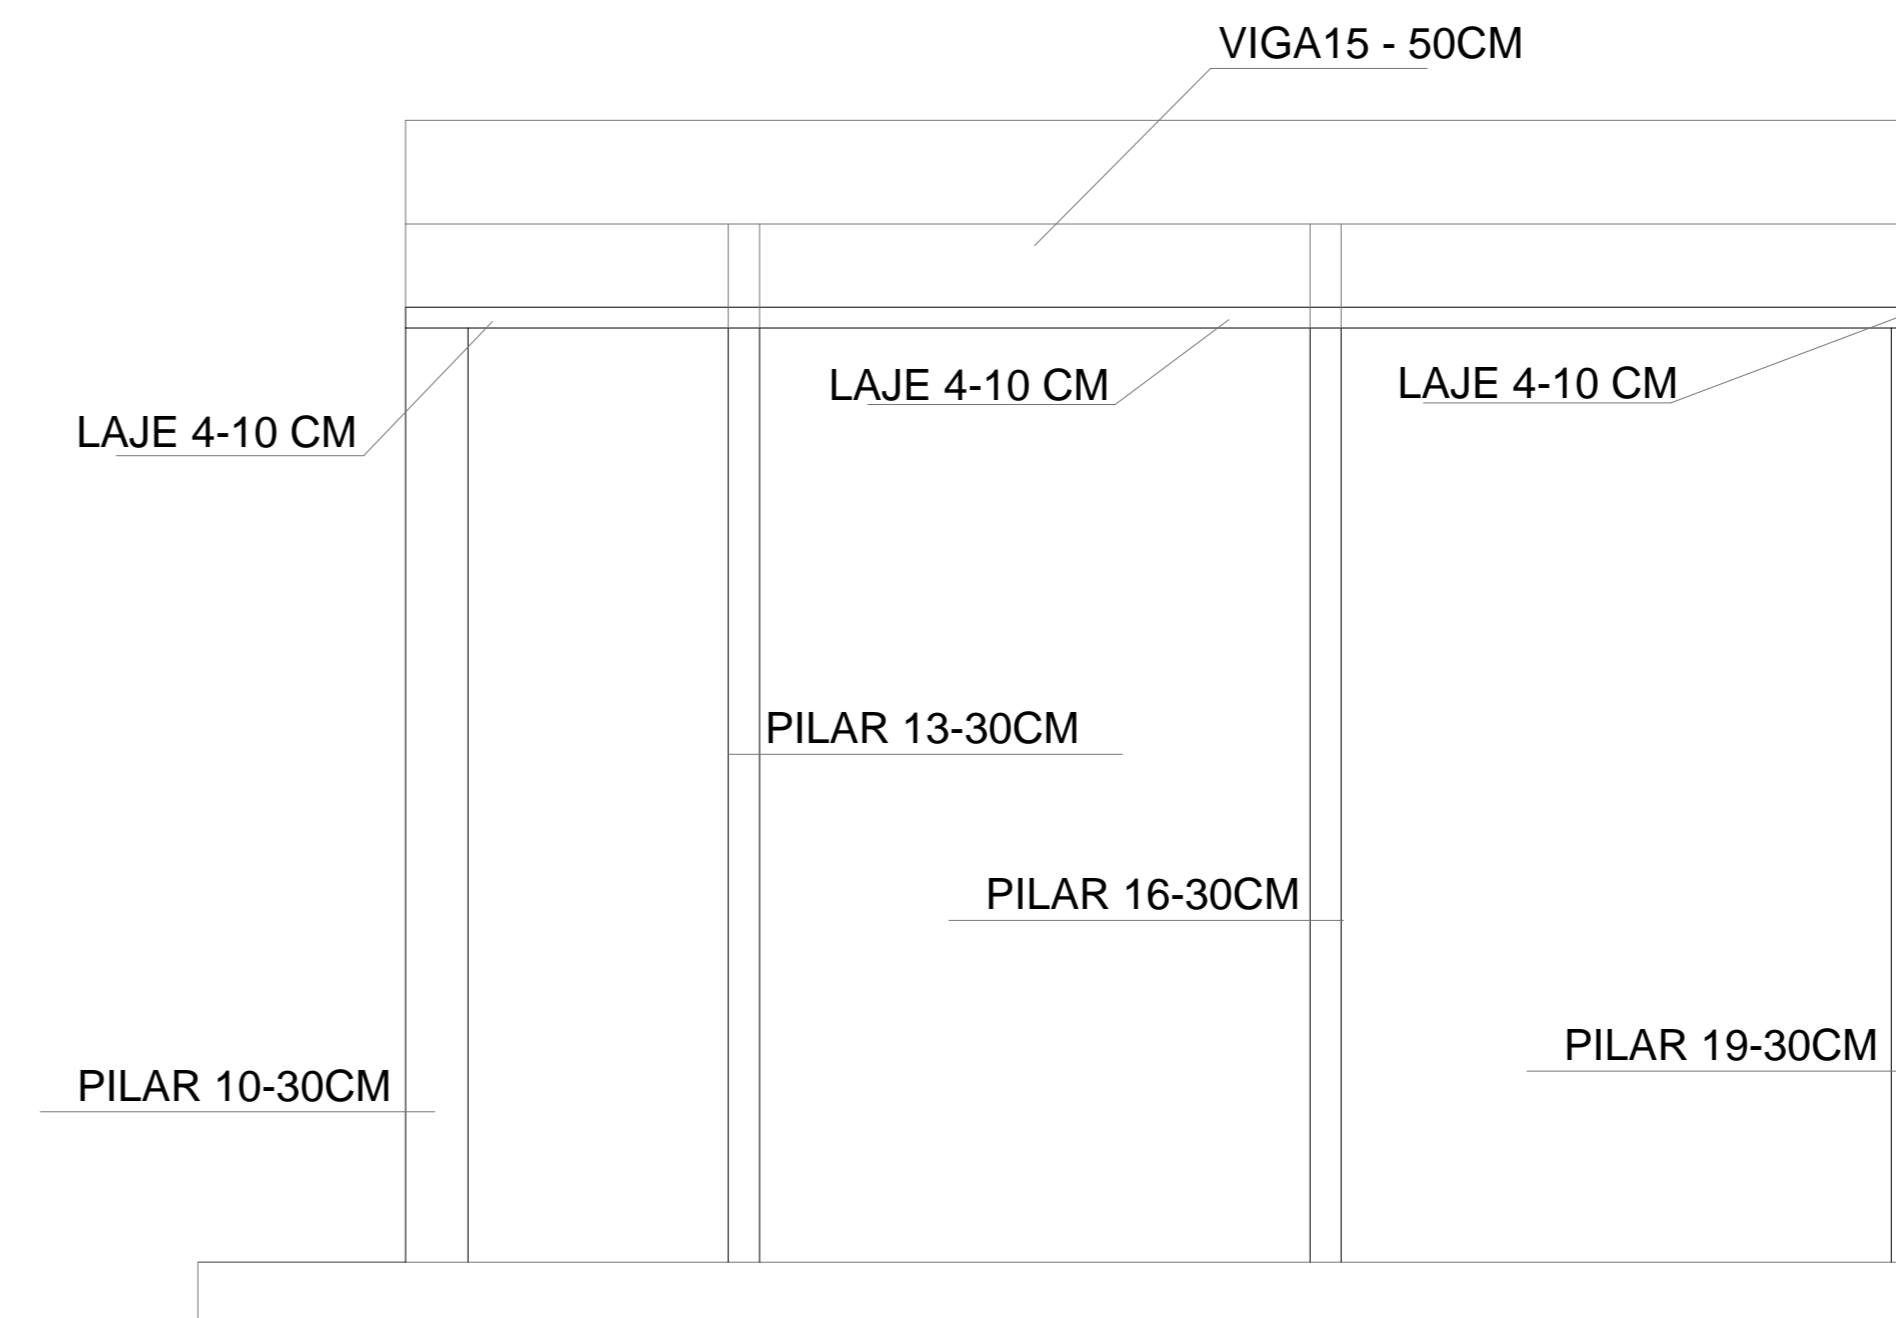 VIGA15 - 50CM
LAJE 4-10 CM
LAJE 4-10 CM
LAJE 4-10 CM
PILAR 13-30CM
PILAR 16-30CM
PILAR 19-30CM
PILAR 10-30CM